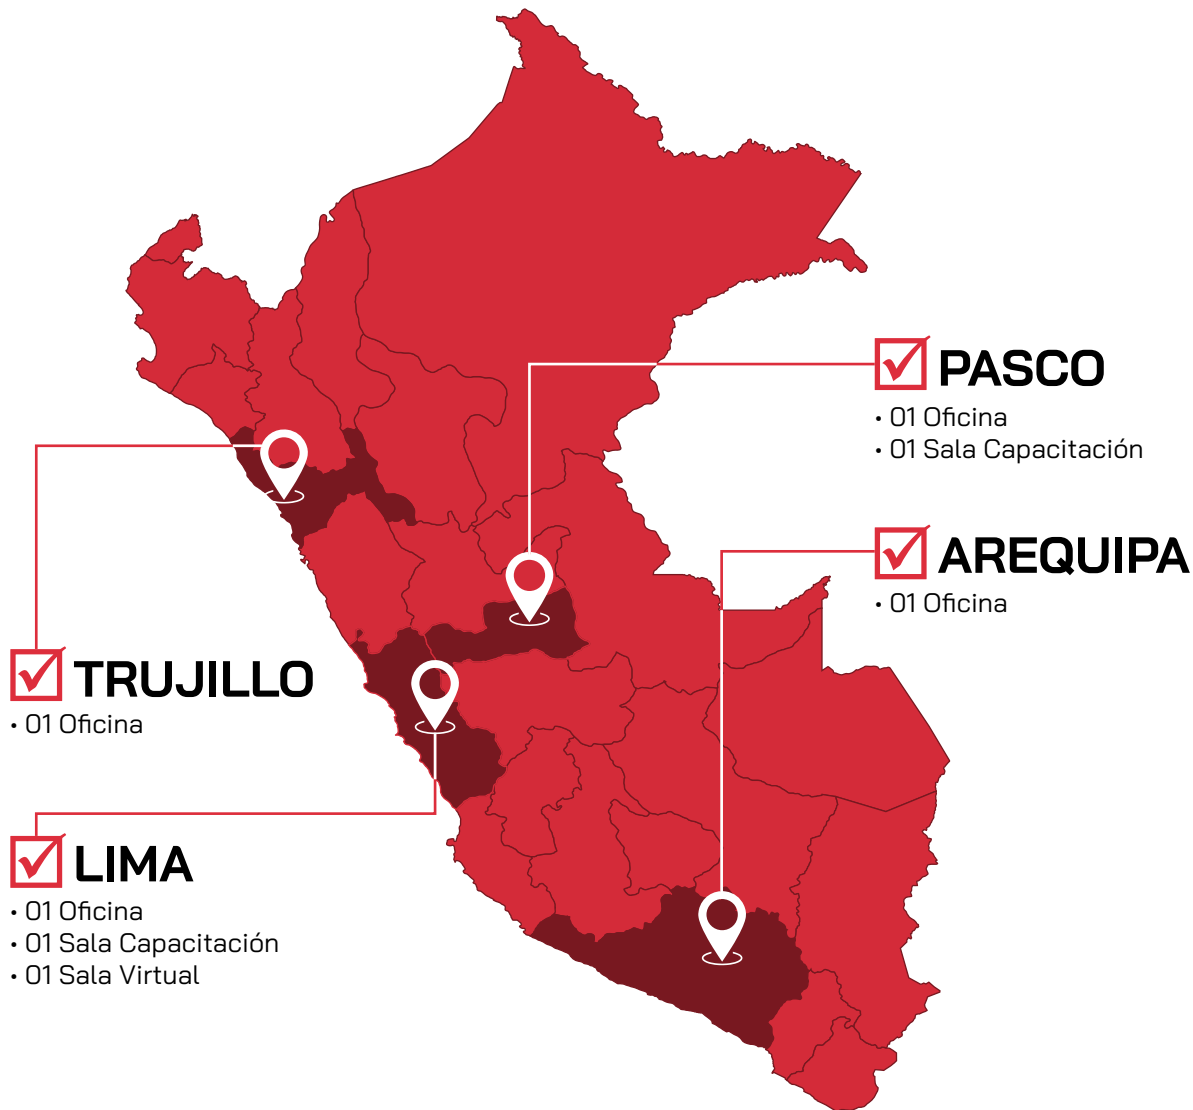 PASCO
• 01 Oficina
• 01 Sala Capacitación
AREQUIPA
• 01 Oficina
TRUJILLO
• 01 Oficina
LIMA
• 01 Oficina
• 01 Sala Capacitación
• 01 Sala Virtual